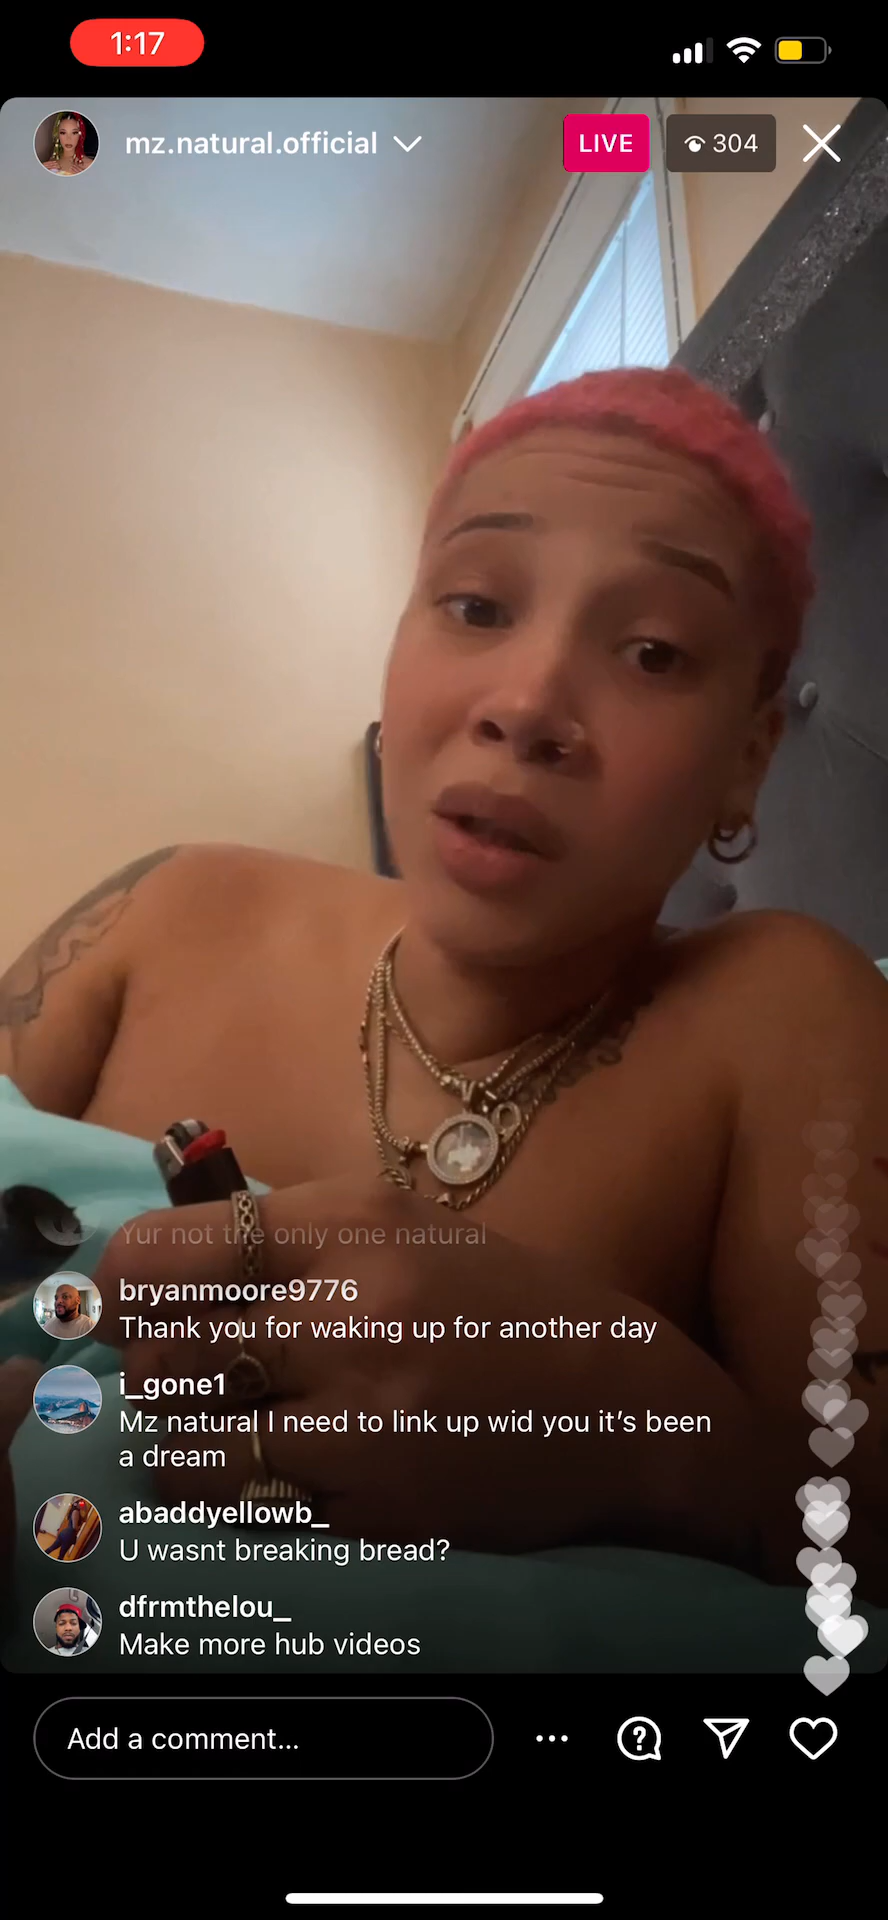 1:17
mz.natural.official
LIVE
304
Yur not the only one natural
bryanmoore9776
Thank you for waking up for another day
i_gone1
Mz natural I need to link up wid you it’s been
a dream
abaddyellowb_
U wasnt breaking bread?
dfrmthelou_
Make more hub videos
Add a comment...